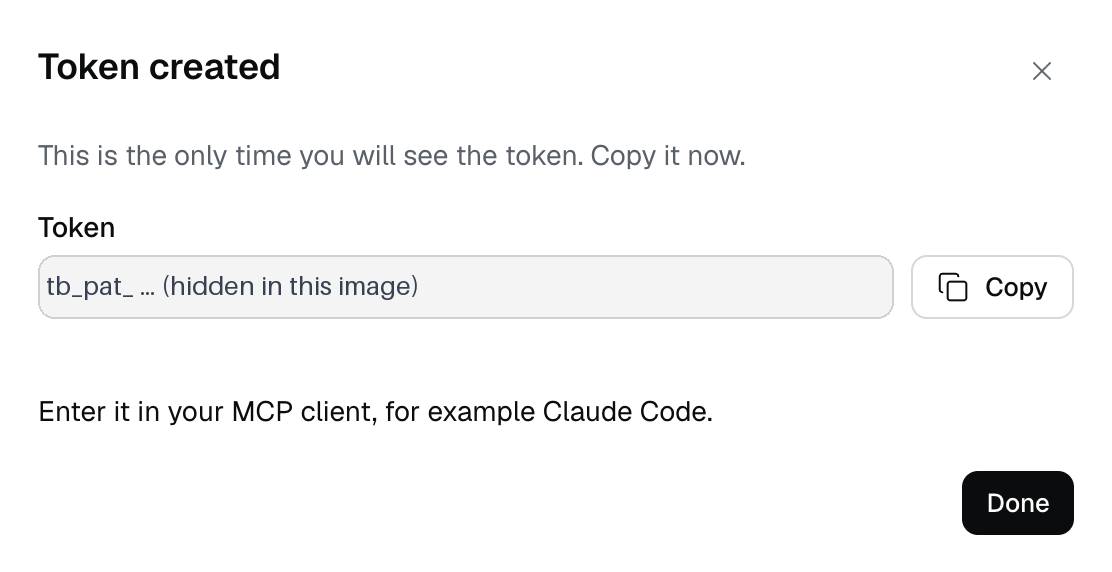 Token created
This is the only time you will see the token. Copy it now.
Token
tb_pat_ ... (hidden in this image)
Copy
Enter it in your MCP client, for example Claude Code.
Done